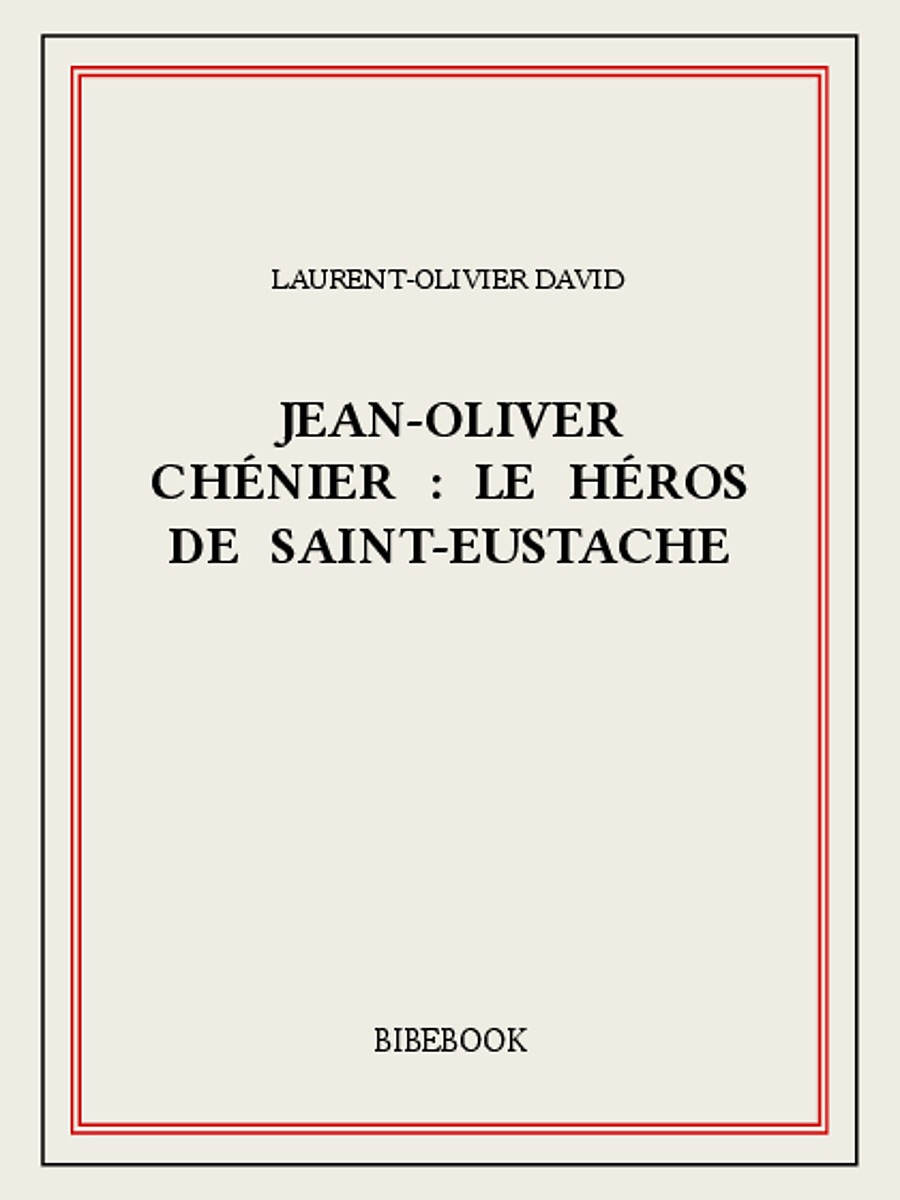 LAURENT-OLIVIER DAVID
JEAN-OLIVER
CHÉNIER : LE HÉROS
DE SAINT-EUSTACHE
BIBEBOOK